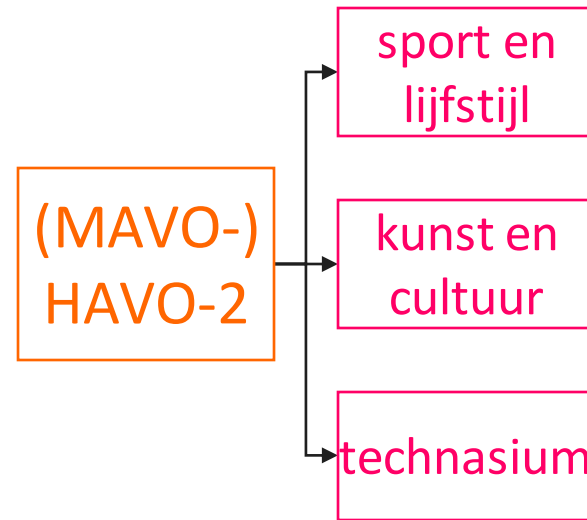 sport en
lijfstijl
(MAVO-)
HAVO-2
kunst en
cultuur
technasium